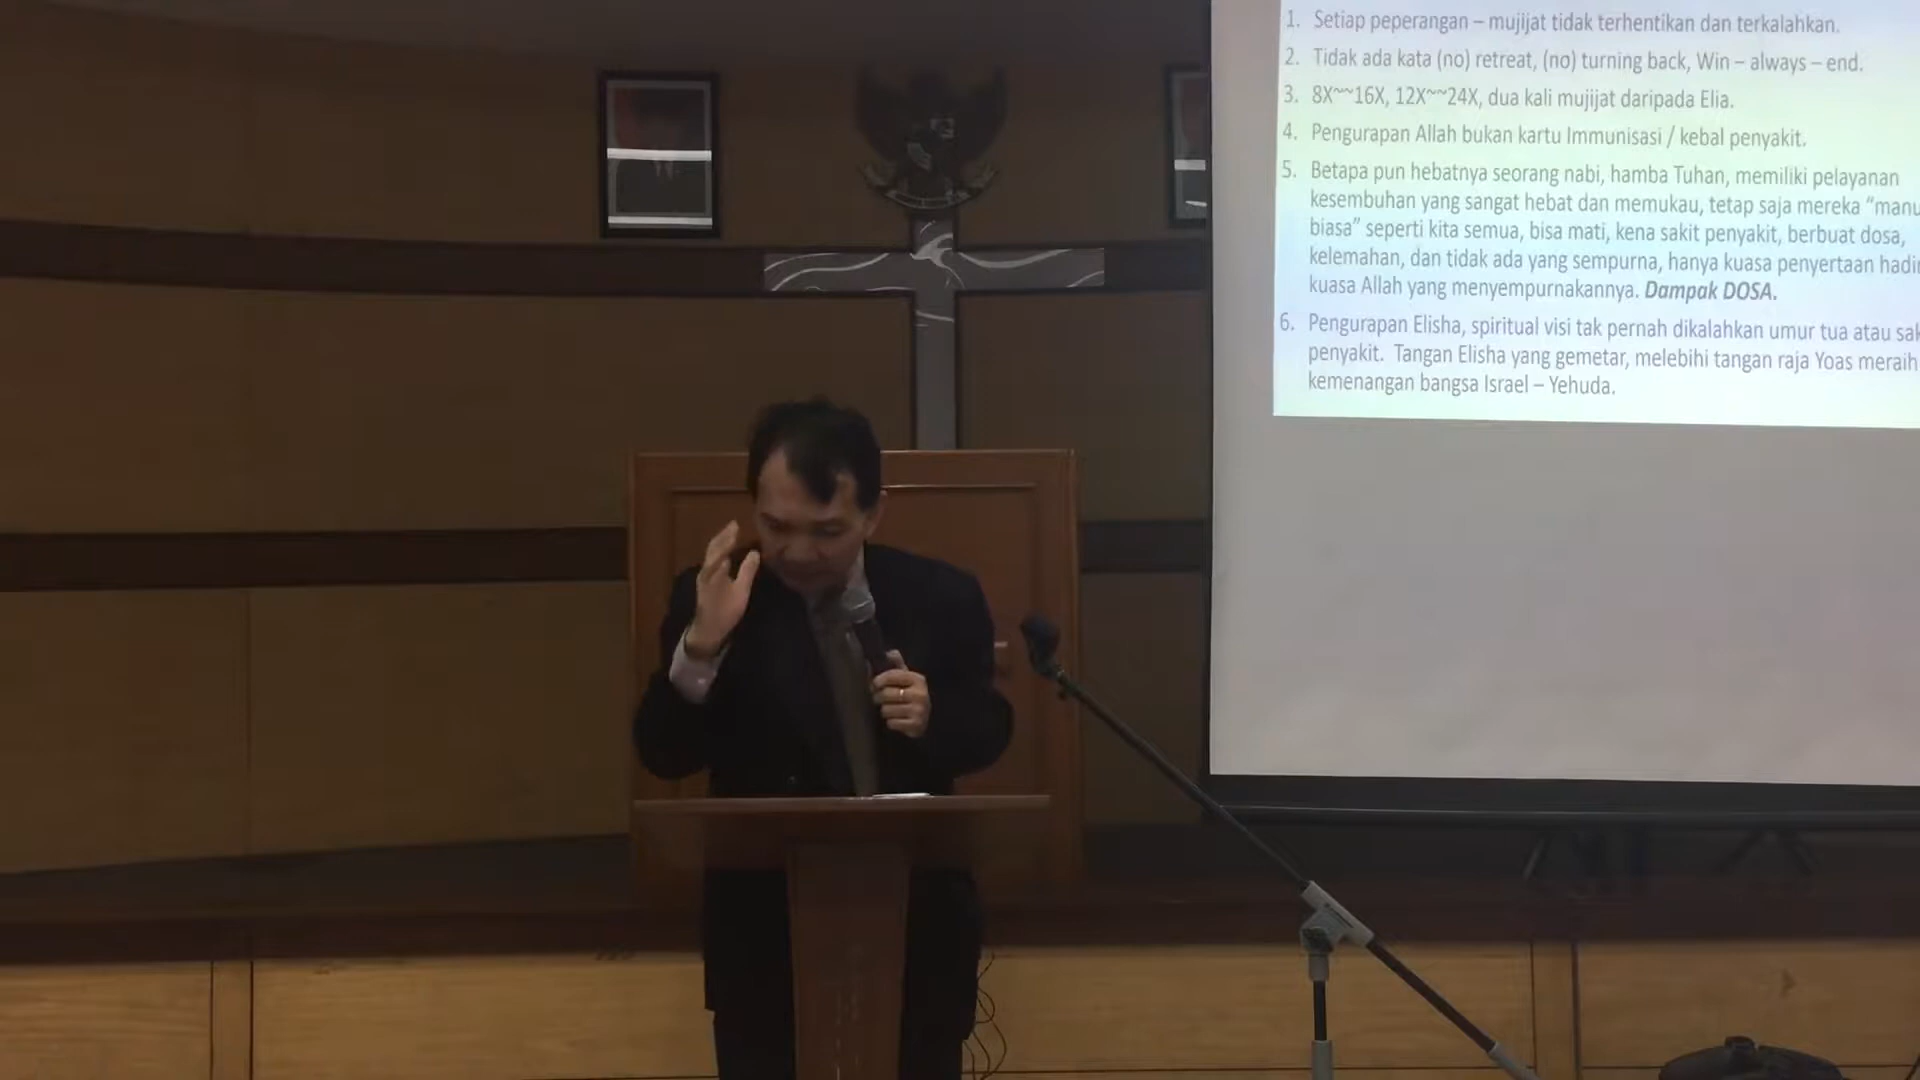 1. Setiap peperangan – mujijat tidak terhentikan dan terkalahkan.
2. Tidak ada kata (no) retreat, (no) turning back, Win – always – end.
3. 8X~~16X, 12X~~24X, dua kali mujijat daripada Elia.
4. Pengurapan Allah bukan kartu Immunisasi / kebal penyakit.
5. Betapa pun hebatnya seorang nabi, hamba Tuhan, memiliki pelayanan
kesembuhan yang sangat hebat dan memukau, tetap saja mereka “manu
biasa” seperti kita semua, bisa mati, kena sakit penyakit, berbuat dosa,
kelemahan, dan tidak ada yang sempurna, hanya kuasa penyertaan hadir
kuasa Allah yang menyempurnakannya. Dampak DOSA.
6. Pengurapan Elisha, spiritual visi tak pernah dikalahkan umur tua atau sak
penyakit. Tangan Elisha yang gemetar, melebihi tangan raja Yoas meraih
kemenangan bangsa Israel – Yehuda.